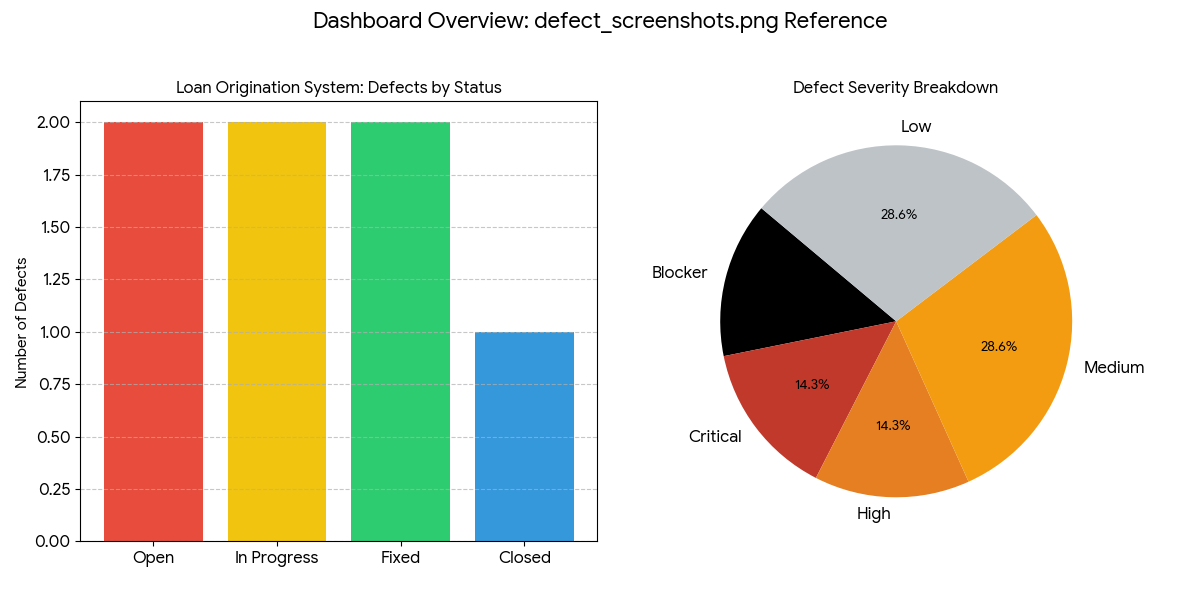 Dashboard Overview: defect_screenshots.png Reference
Loan Origination System: Defects by Status
Number of Defects
2.00
1.75
1.50
1.25
1.00
0.75
0.50
0.25
0.00
Open
In Progress
Fixed
Closed
Defect Severity Breakdown
Low
28.6%
Blocker
Medium
28.6%
Critical
14.3%
High
14.3%